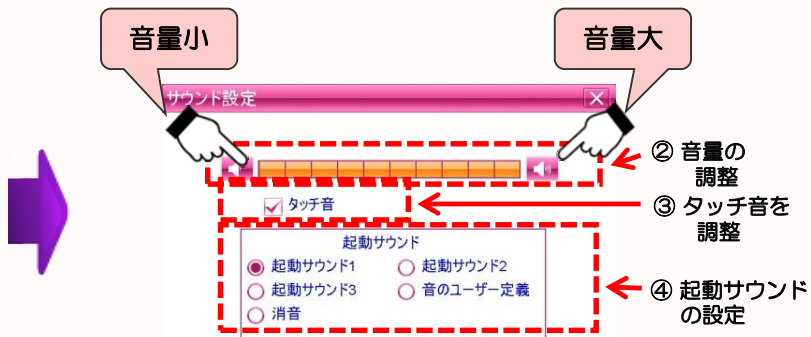 音量小
音量大
サウンド設定
② 音量の
調整
タッチ音
③ タッチ音を
調整
起動サウンド
起動サウンド1
起動サウンド2
起動サウンド3
音のユーザー定義
消音
④ 起動サウンド
の設定